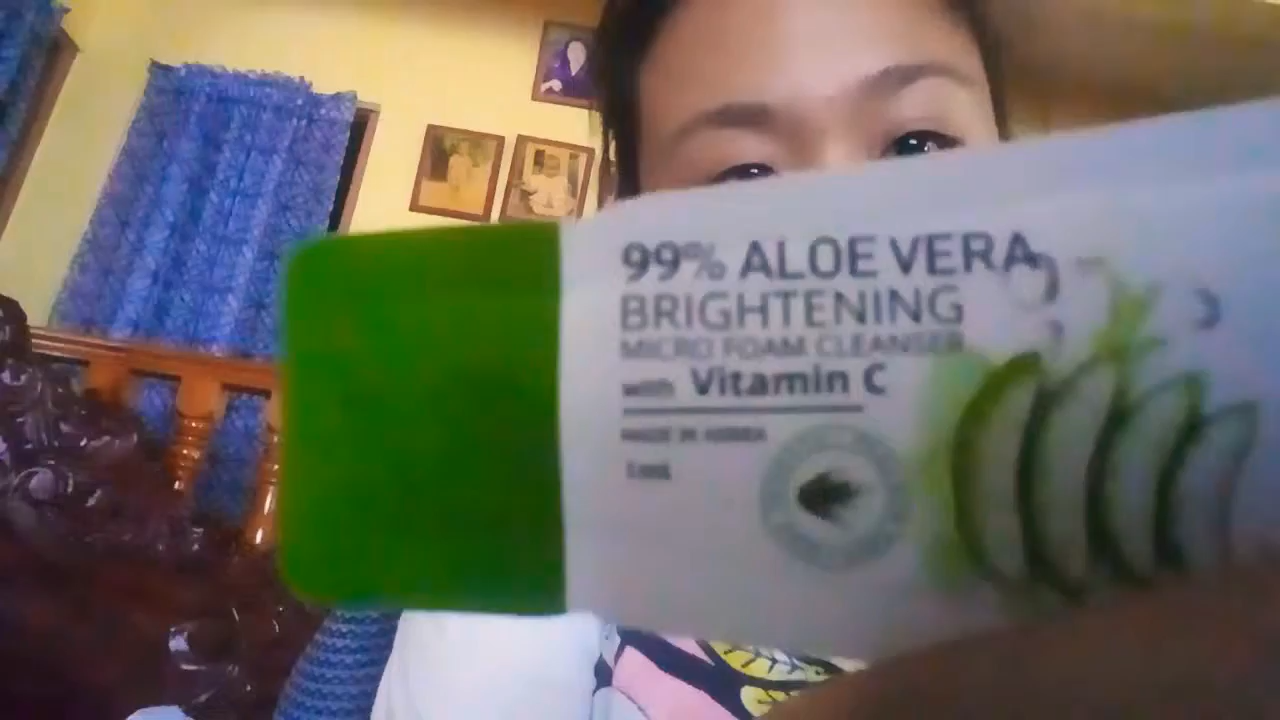 99% ALOE VERA
BRIGHTENING
MICRO FOAM CLEANSER
with Vitamin C
MADE IN KOREA